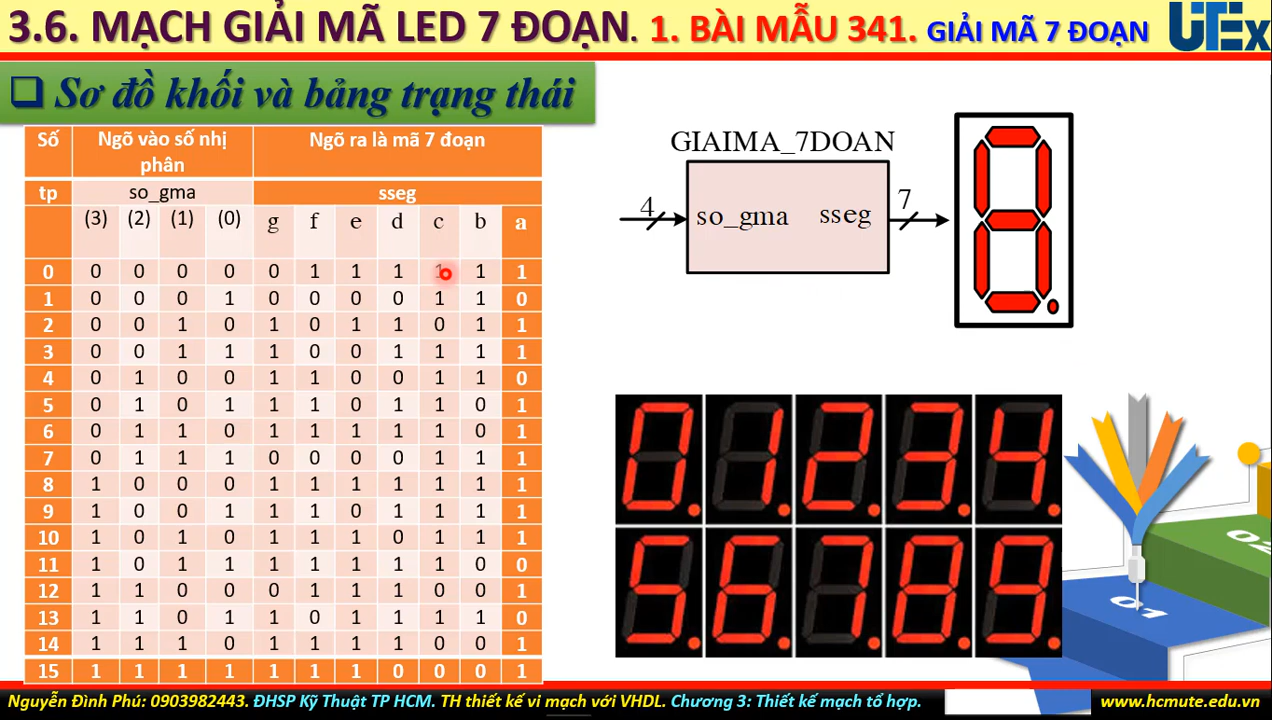 3.6. MẠCH GIẢI MÃ LED 7 ĐOẠN. 1. BÀI MẪU 341. GIẢI MÃ 7 ĐOẠN
UTEx
Sơ đồ khối và bảng trạng thái
Số Ngõ vào số nhị phân Ngõ ra là mã 7 đoạn
tp so_gma sseg
(3) (2) (1) (0) g f e d c b a
0 0 0 0 0 0 1 1 1 1 1 1
1 0 0 0 1 0 0 0 0 1 1 0
2 0 0 1 0 1 0 1 1 0 1 1
3 0 0 1 1 1 0 0 1 1 1 1
4 0 1 0 0 1 1 0 0 1 1 0
5 0 1 0 1 1 1 0 1 1 0 1
6 0 1 1 0 1 1 1 1 1 0 1
7 0 1 1 1 0 0 0 0 1 1 1
8 1 0 0 0 1 1 1 1 1 1 1
9 1 0 0 1 1 1 0 1 1 1 1
10 1 0 1 0 1 1 1 0 1 1 1
11 1 0 1 1 1 1 1 1 1 0 0
12 1 1 0 0 0 1 1 1 0 0 1
13 1 1 0 1 1 0 1 1 1 1 0
14 1 1 1 0 1 1 1 1 0 0 1
15 1 1 1 1 1 1 1 0 0 0 1
GIAIMA_7DOAN
4 so_gma sseg 7
8.
0. 1. 2. 3. 4.
5. 6. 7. 8. 9.
01
02
Nguyễn Đình Phú: 0903982443. ĐHSP Kỹ Thuật TP HCM. TH thiết kế vi mạch với VHDL. Chương 3: Thiết kế mạch tổ hợp.
www.hcmute.edu.vn